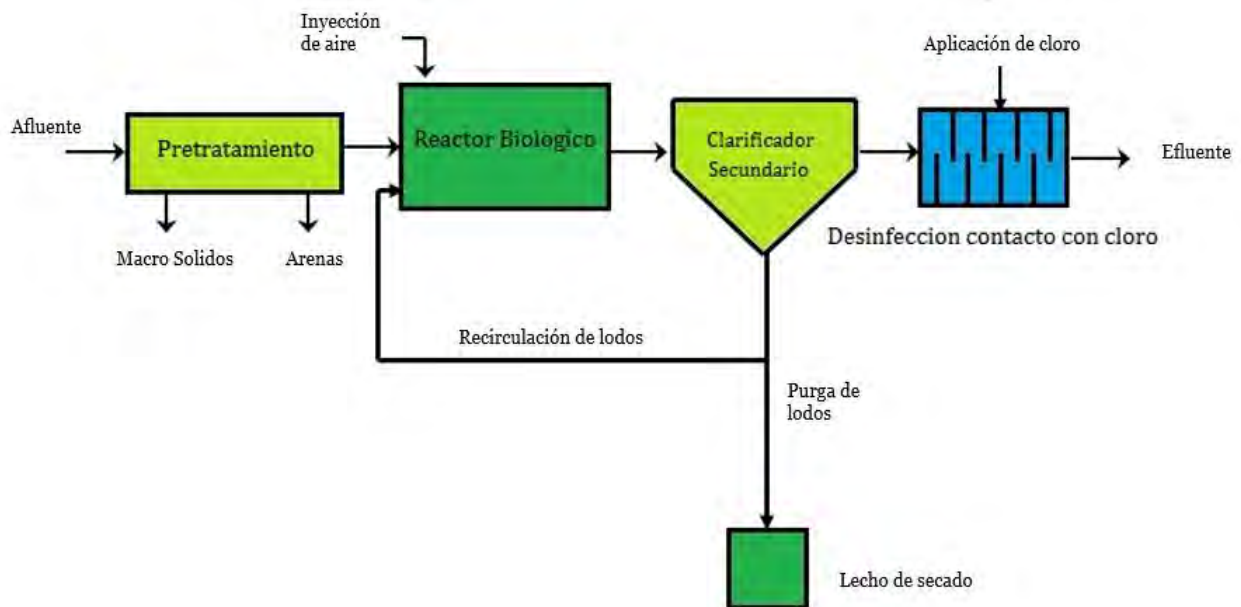 Inyección
de aire
Aplicación de cloro
Afluente
Pretratamiento
Reactor Biologico
Clarificador
Secundario
Efluente
Desinfeccion contacto con cloro
Macro Solidos
Arenas
Recirculación de lodos
Purga de
lodos
Lecho de secado